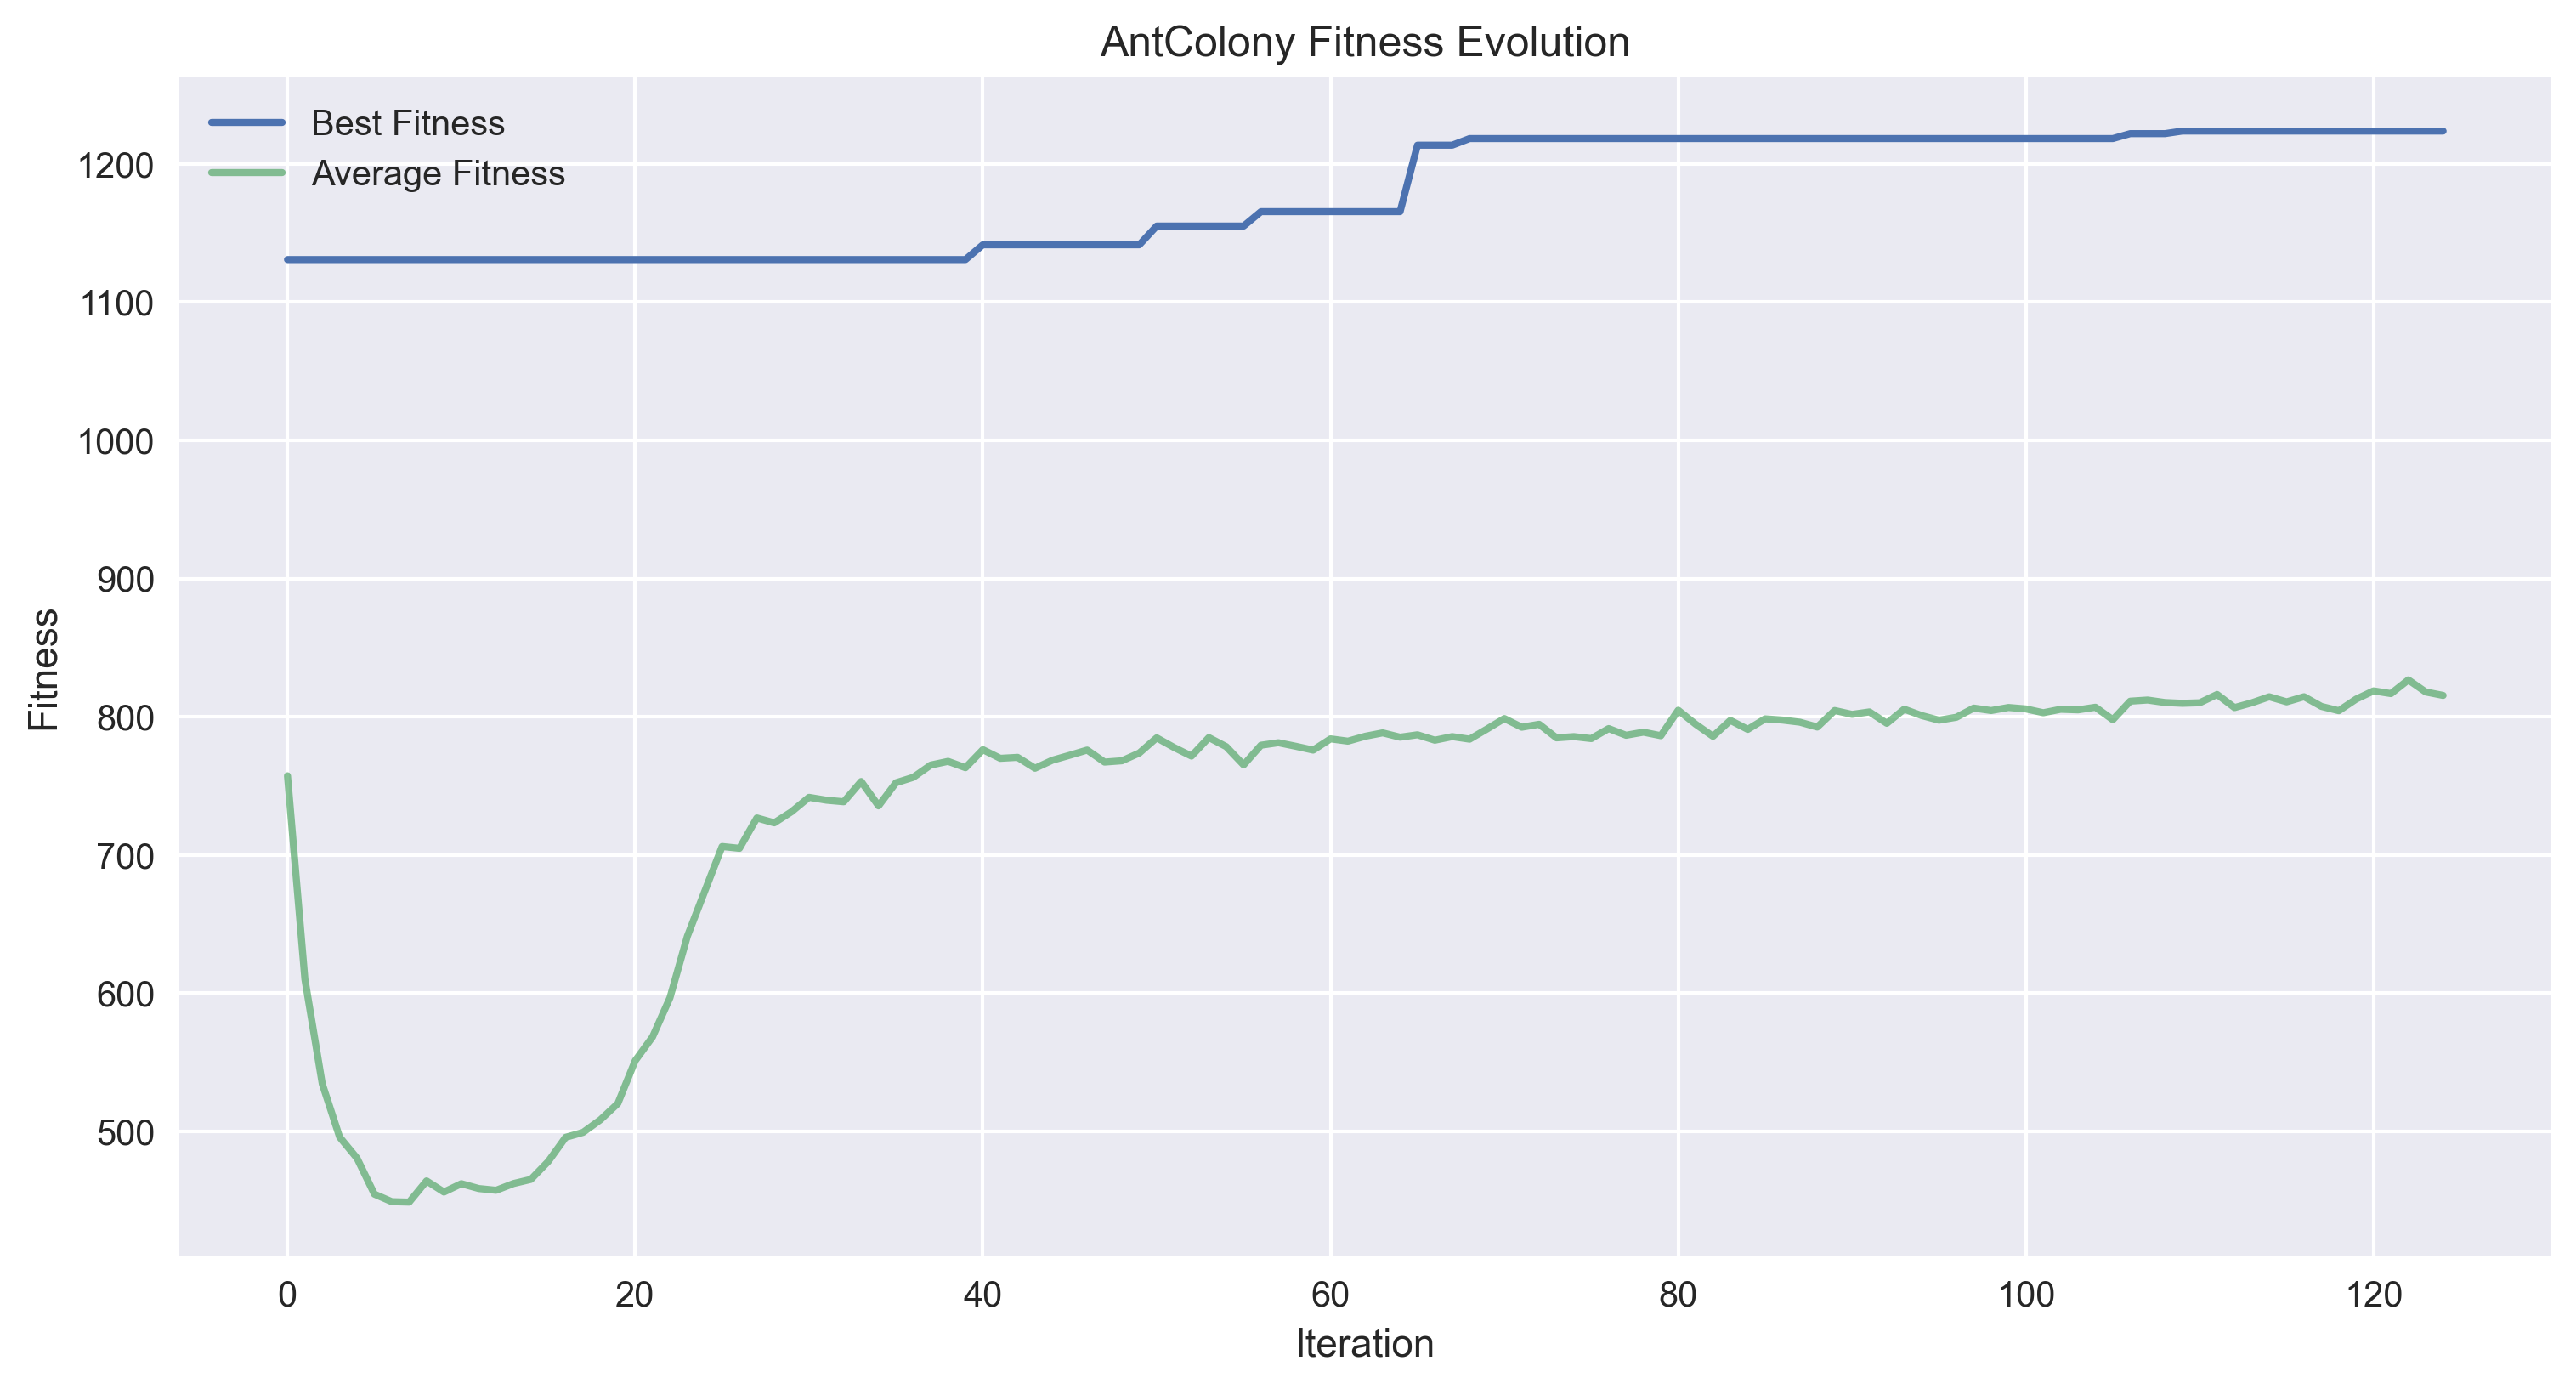 AntColony Fitness Evolution
Best Fitness
Average Fitness
1200
1100
1000
900
800
700
600
500
Fitness
0 20 40 60 80 100 120
Iteration